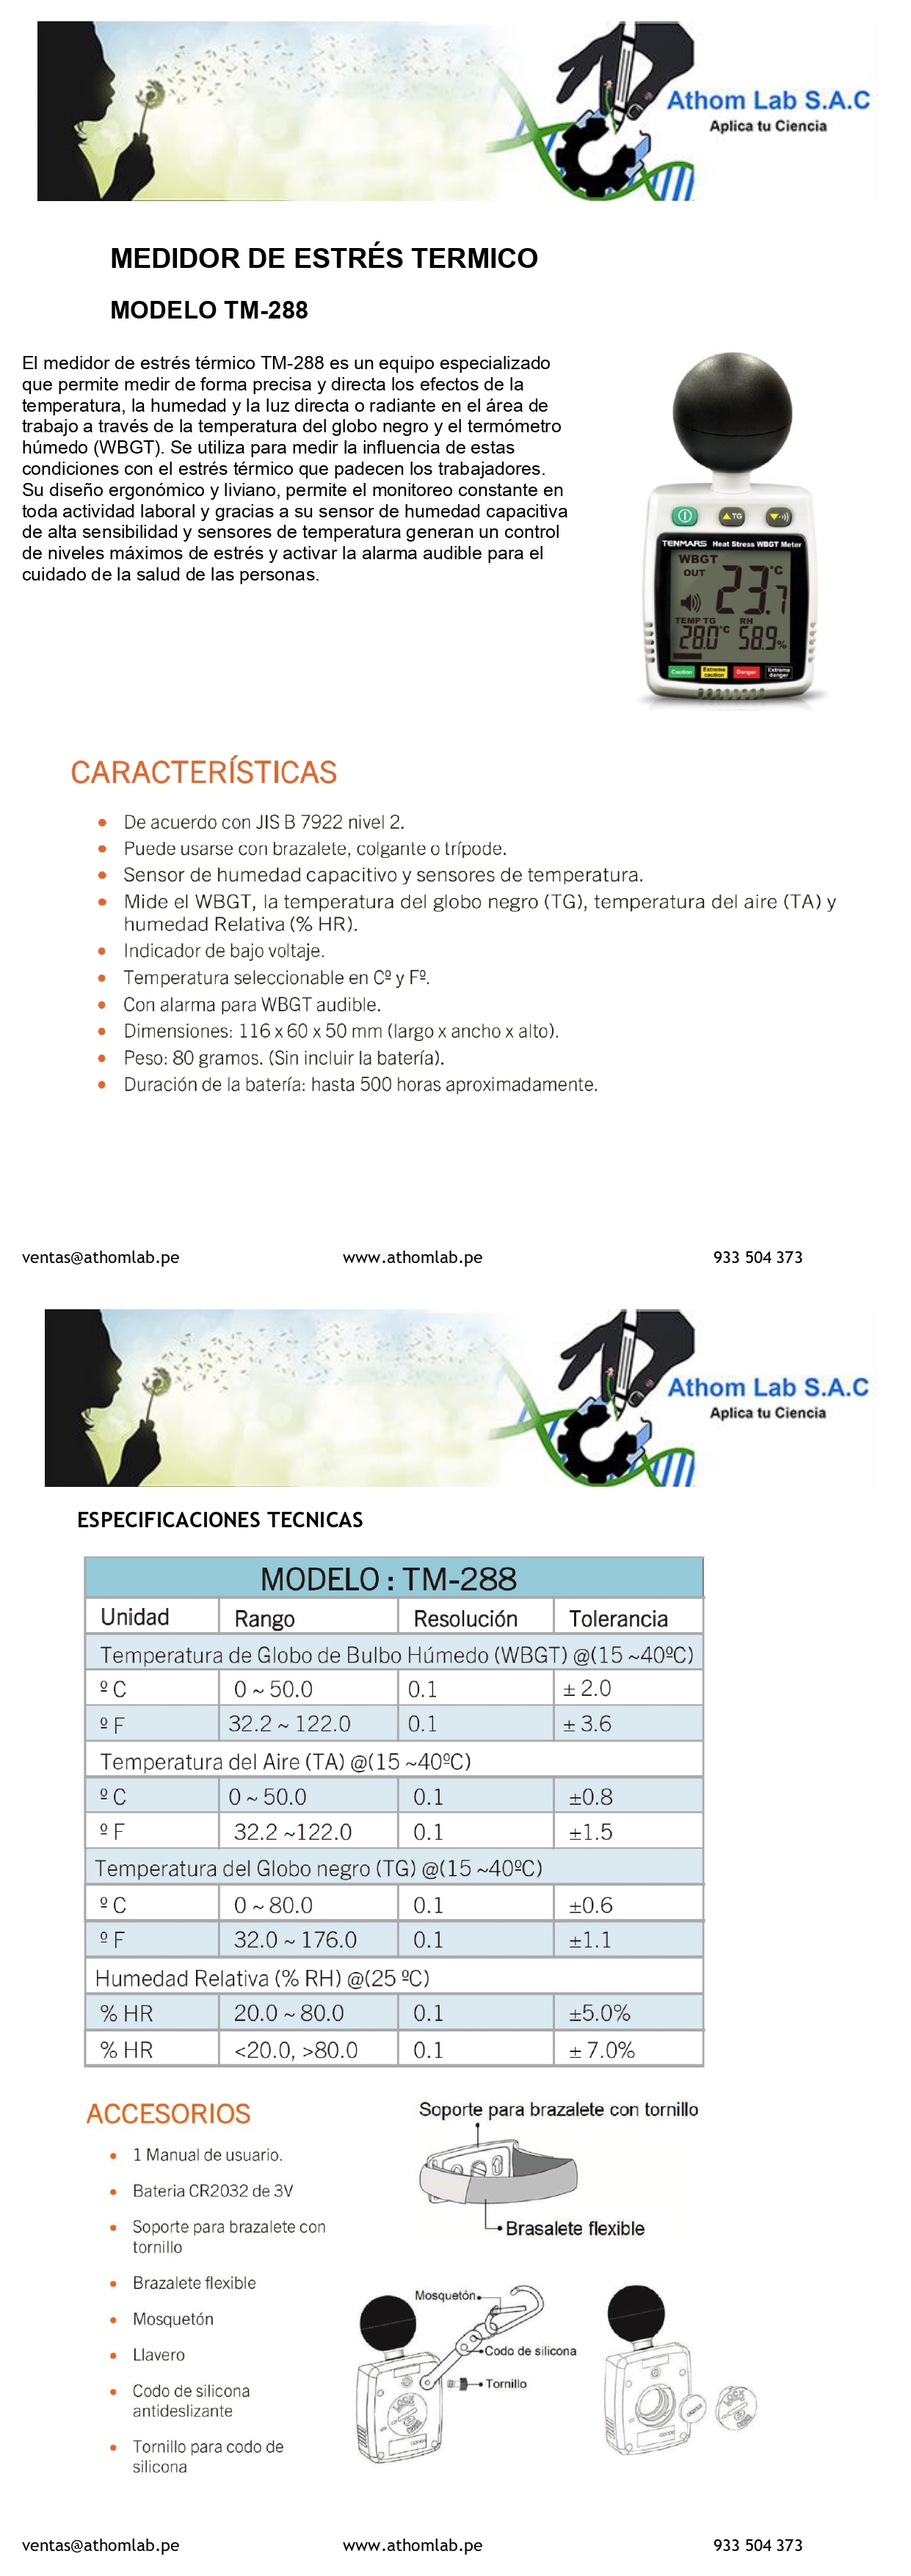 Athom Lab S.A.C
Aplica tu Ciencia
MEDIDOR DE ESTRÉS TERMICO
MODELO TM-288
El medidor de estrés térmico TM-288 es un equipo especializado
que permite medir de forma precisa y directa los efectos de la
temperatura, la humedad y la luz directa o radiante en el área de
trabajo a través de la temperatura del globo negro y el termómetro
húmedo (WBGT). Se utiliza para medir la influencia de estas
condiciones con el estrés térmico que padecen los trabajadores.
Su diseño ergonómico y liviano, permite el monitoreo constante en
toda actividad laboral y gracias a su sensor de humedad capacitiva
de alta sensibilidad y sensores de temperatura generan un control
de niveles máximos de estrés y activar la alarma audible para el
cuidado de la salud de las personas.
▲TG
TENMARS Heat Stress WBGT Meter
WBGT
OUT
23.7 °C
TEMP TG RH
28.0°C 58.9%
Caution Extreme caution Danger Extreme danger
CARACTERÍSTICAS
• De acuerdo con JIS B 7922 nivel 2.
• Puede usarse con brazalete, colgante o trípode.
• Sensor de humedad capacitivo y sensores de temperatura.
• Mide el WBGT, la temperatura del globo negro (TG), temperatura del aire (TA) y
humedad Relativa (% HR).
• Indicador de bajo voltaje.
• Temperatura seleccionable en Cº y Fº.
• Con alarma para WBGT audible.
• Dimensiones: 116 x 60 x 50 mm (largo x ancho x alto).
• Peso: 80 gramos. (Sin incluir la batería).
• Duración de la batería: hasta 500 horas aproximadamente.
ventas@athomlab.pe www.athomlab.pe 933 504 373
Athom Lab S.A.C
Aplica tu Ciencia
ESPECIFICACIONES TECNICAS
MODELO : TM-288
Unidad Rango Resolución Tolerancia
Temperatura de Globo de Bulbo Húmedo (WBGT) @(15 ~40ºC)
º C 0 ~ 50.0 0.1 ± 2.0
º F 32.2 ~ 122.0 0.1 ± 3.6
Temperatura del Aire (TA) @(15 ~40ºC)
º C 0 ~ 50.0 0.1 ±0.8
º F 32.2 ~122.0 0.1 ±1.5
Temperatura del Globo negro (TG) @(15 ~40ºC)
º C 0 ~ 80.0 0.1 ±0.6
º F 32.0 ~ 176.0 0.1 ±1.1
Humedad Relativa (% RH) @(25 ºC)
% HR 20.0 ~ 80.0 0.1 ±5.0%
% HR <20.0, >80.0 0.1 ± 7.0%
ACCESORIOS
• 1 Manual de usuario.
• Bateria CR2032 de 3V
• Soporte para brazalete con
tornillo
• Brazalete flexible
• Mosquetón
• Llavero
• Codo de silicona
antideslizante
• Tornillo para codo de
silicona
Soporte para brazalete con tornillo
Brasalete flexible
Mosquetón
Codo de silicona
Tornillo
LOCK
LOCK
ventas@athomlab.pe www.athomlab.pe 933 504 373